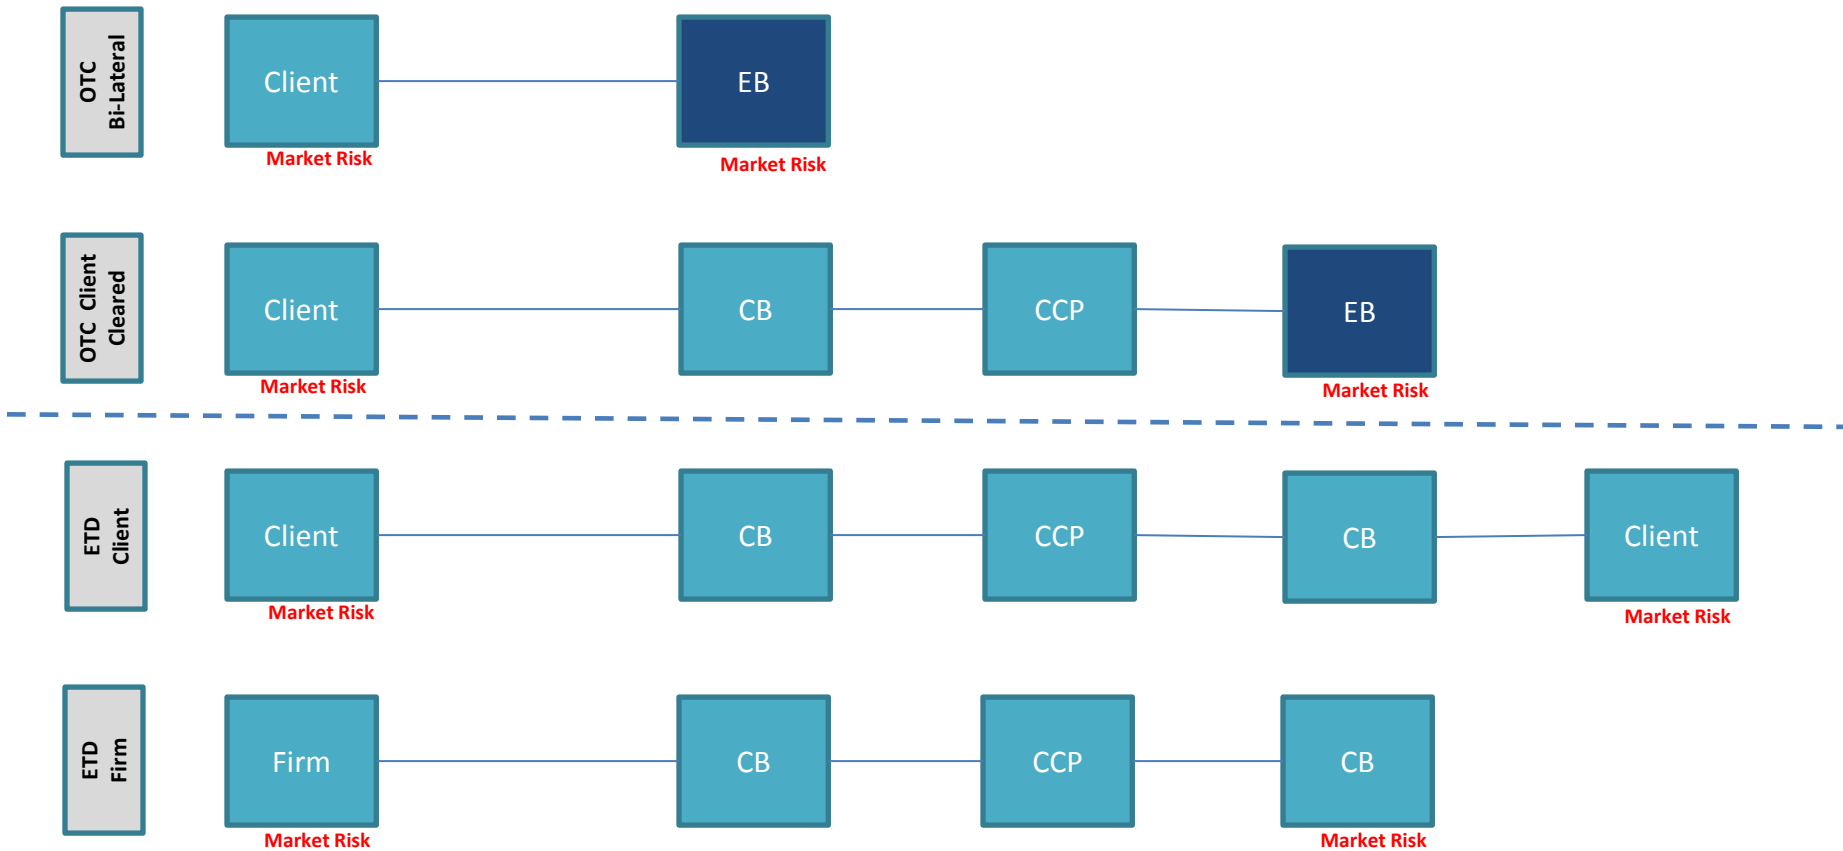 OTC
Bi-Lateral
Client
EB
Market Risk
Market Risk
OTC Client
Cleared
Client
CB
CCP
EB
Market Risk
Market Risk
ETD
Client
Client
CB
CCP
CB
Client
Market Risk
Market Risk
ETD
Firm
Firm
CB
CCP
CB
Market Risk
Market Risk